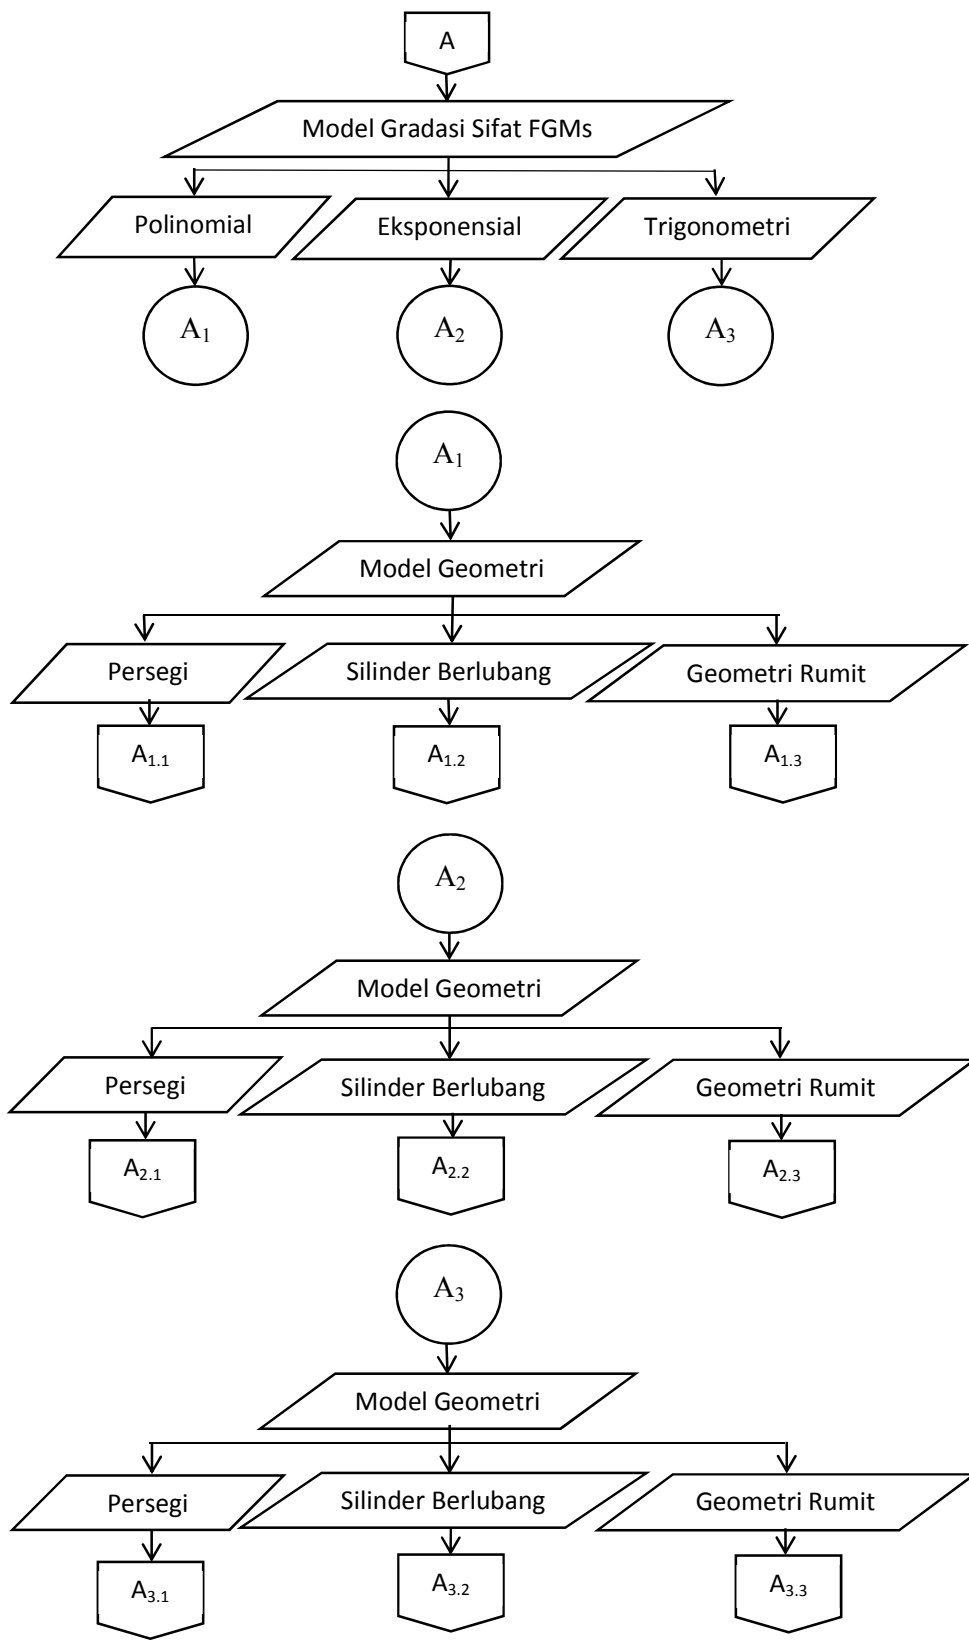 A
Model Gradasi Sifat FGMs
Polinomial
Eksponensial
Trigonometri
A₁
A₂
A₃
A₁
Model Geometri
Persegi
Silinder Berlubang
Geometri Rumit
A₁.₁
A₁.₂
A₁.₃
A₂
Model Geometri
Persegi
Silinder Berlubang
Geometri Rumit
A₂.₁
A₂.₂
A₂.₃
A₃
Model Geometri
Persegi
Silinder Berlubang
Geometri Rumit
A₃.₁
A₃.₂
A₃.₃